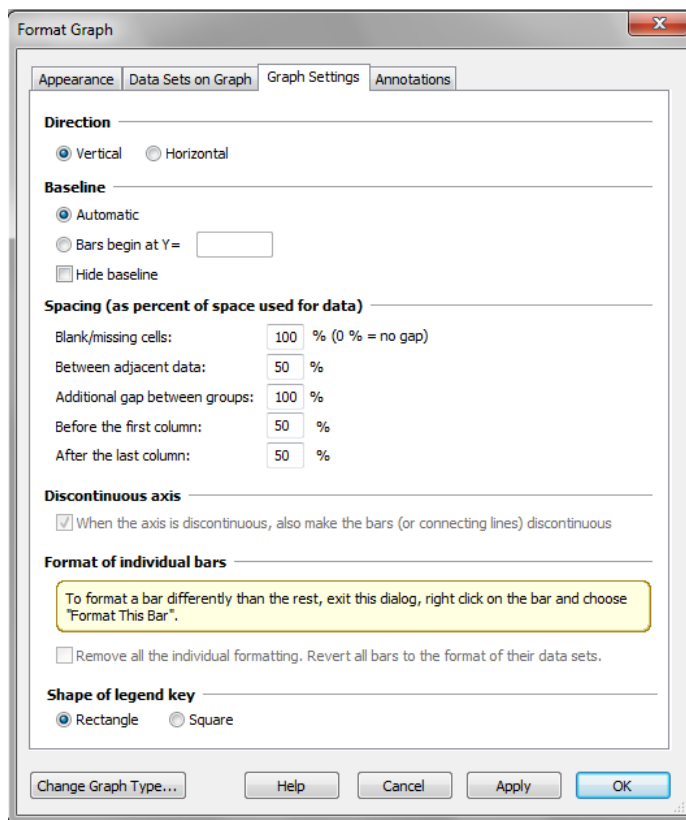 Format Graph
Appearance Data Sets on Graph Graph Settings Annotations
Direction
Vertical Horizontal
Baseline
Automatic
Bars begin at Y=
Hide baseline
Spacing (as percent of space used for data)
Blank/missing cells: 100 % (0 % = no gap)
Between adjacent data: 50 %
Additional gap between groups: 100 %
Before the first column: 50 %
After the last column: 50 %
Discontinuous axis
When the axis is discontinuous, also make the bars (or connecting lines) discontinuous
Format of individual bars
To format a bar differently than the rest, exit this dialog, right click on the bar and choose
"Format This Bar".
Remove all the individual formatting. Revert all bars to the format of their data sets.
Shape of legend key
Rectangle Square
Change Graph Type... Help Cancel Apply OK